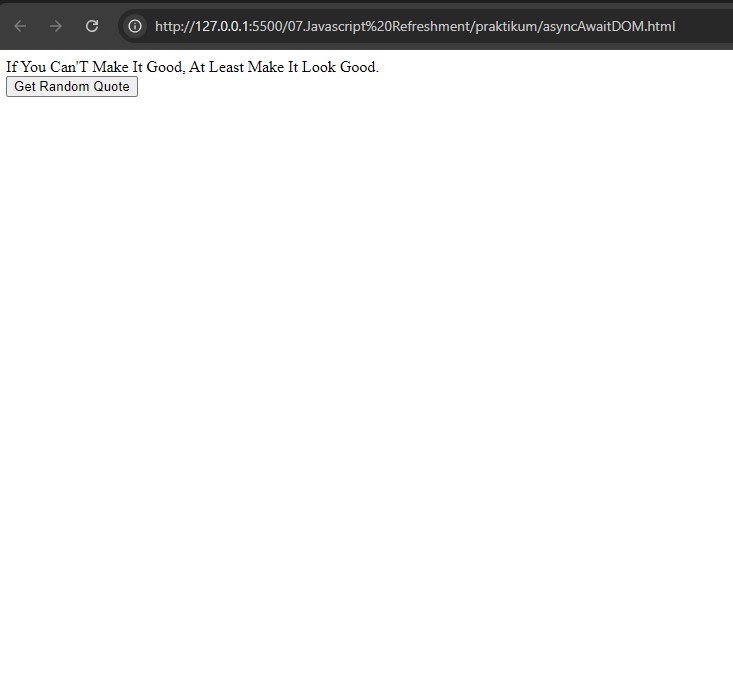 http://127.0.0.1:5500/07.Javascript%20Refreshment/praktikum/asyncAwaitDOM.html
If You Can'T Make It Good, At Least Make It Look Good.
Get Random Quote